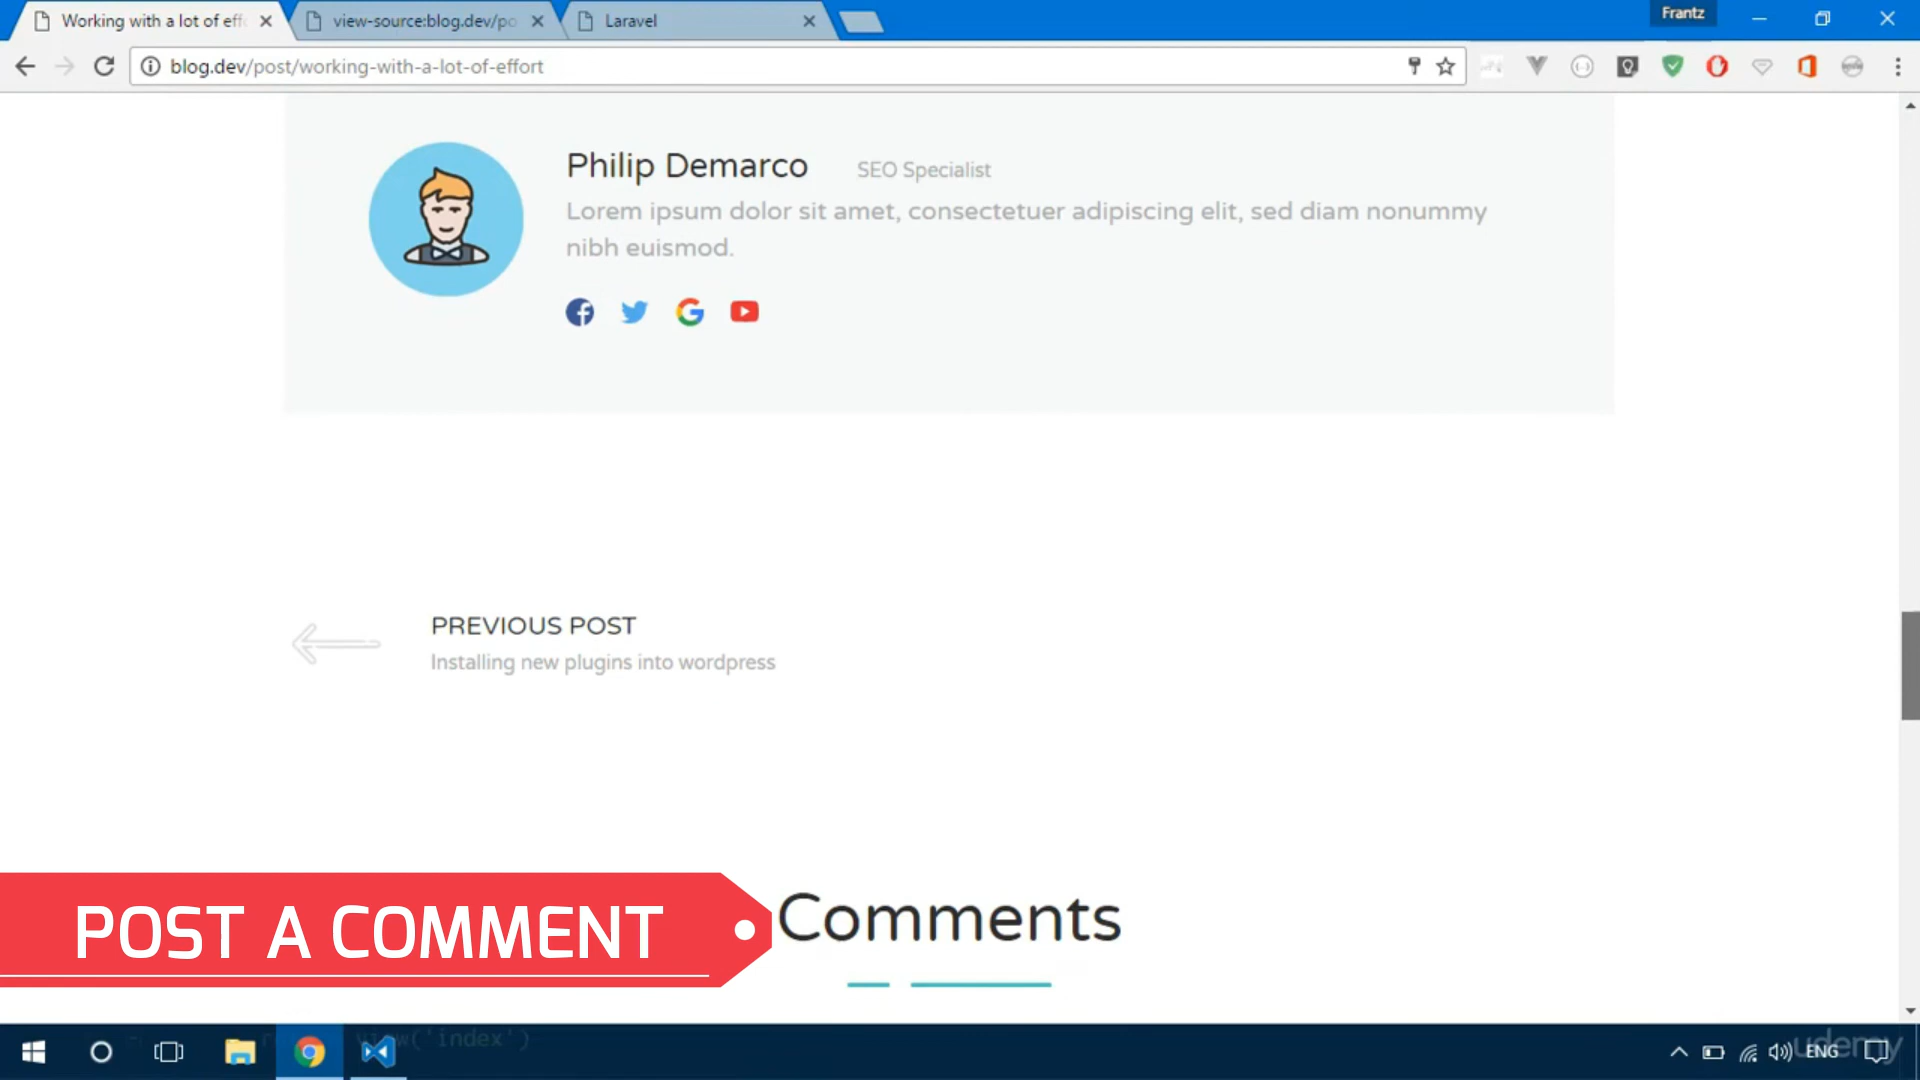 Working with a lot of eff
view-source:blog.dev/po
Laravel
Frantz
blog.dev/post/working-with-a-lot-of-effort
Philip Demarco
SEO Specialist
Lorem ipsum dolor sit amet, consectetuer adipiscing elit, sed diam nonummy
nibh euismod.
PREVIOUS POST
Installing new plugins into wordpress
POST A COMMENT
Comments
view('index')
ENG
udemy